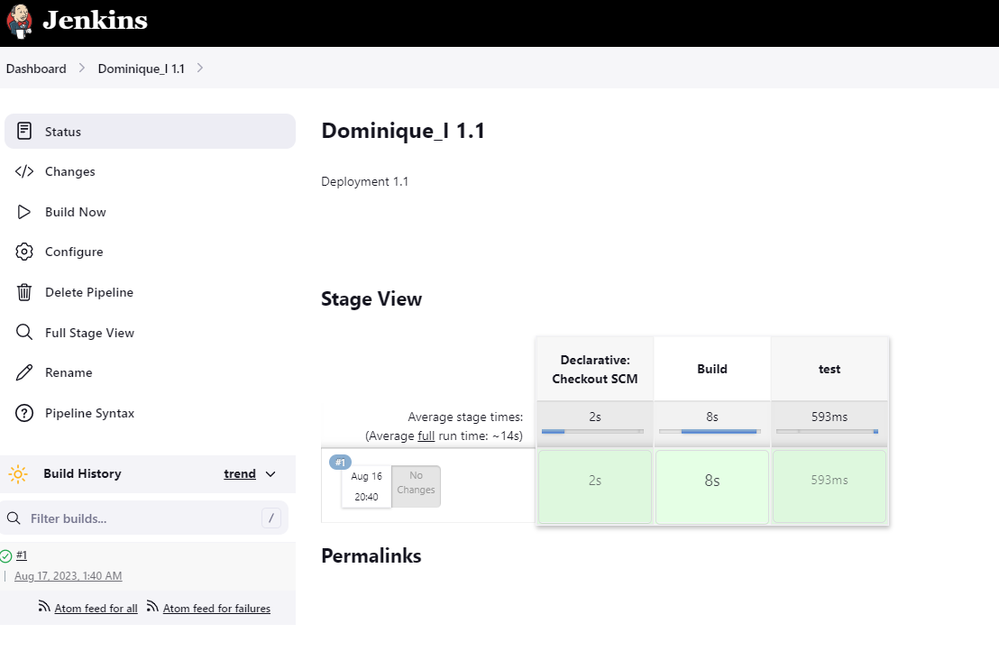 Jenkins
Dashboard > Dominique_I 1.1 >
Status
Changes
Build Now
Configure
Delete Pipeline
Full Stage View
Rename
Pipeline Syntax
Build History trend
Filter builds... /
#1
Aug 17, 2023, 1:40 AM
Atom feed for all Atom feed for failures
Dominique_I 1.1
Deployment 1.1
Stage View
Declarative: Checkout SCM
Build
test
Average stage times:
(Average full run time: ~14s)
2s 8s 593ms
#1
Aug 16
20:40
No
Changes
2s 8s 593ms
Permalinks